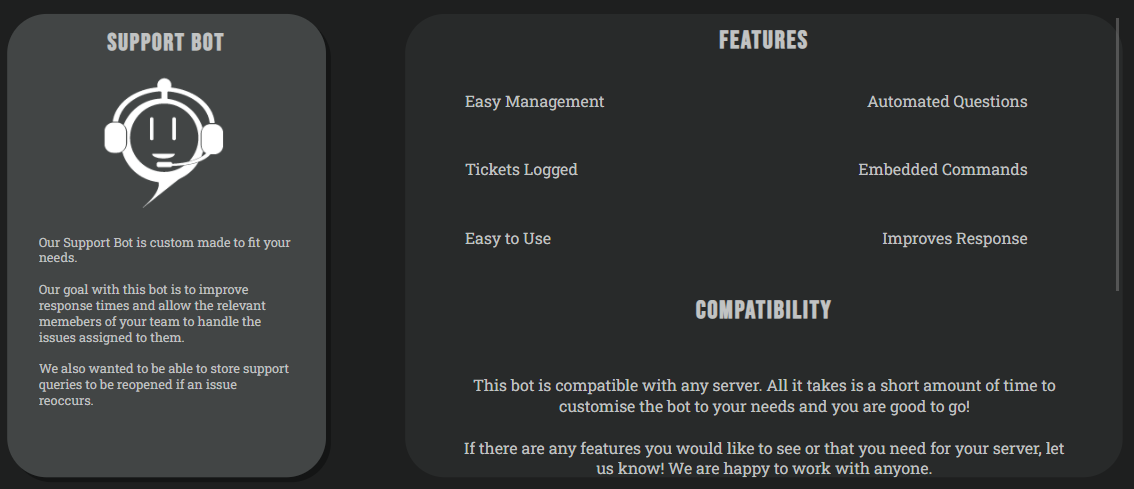 SUPPORT BOT
Our Support Bot is custom made to fit your
needs.
Our goal with this bot is to improve
response times and allow the relevant
memebers of your team to handle the
issues assigned to them.
We also wanted to be able to store support
queries to be reopened if an issue
reoccurs.
FEATURES
Easy Management
Automated Questions
Tickets Logged
Embedded Commands
Easy to Use
Improves Response
COMPATIBILITY
This bot is compatible with any server. All it takes is a short amount of time to
customise the bot to your needs and you are good to go!
If there are any features you would like to see or that you need for your server, let
us know! We are happy to work with anyone.